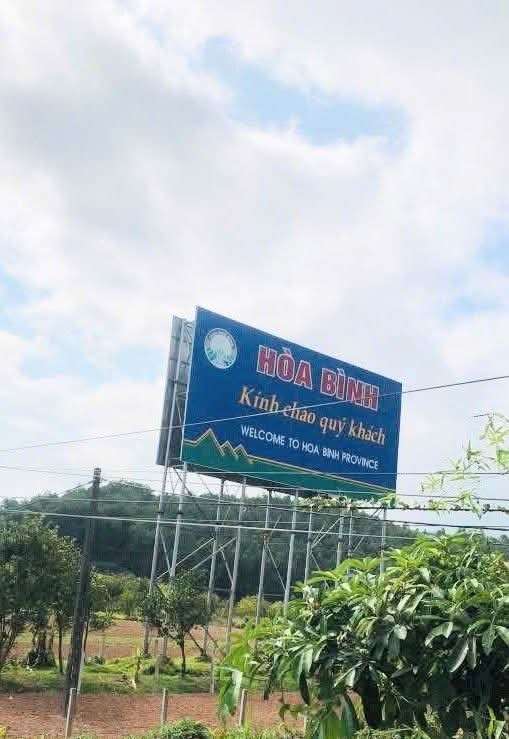 HÒA BÌNH
Kính chào quý khách
WELCOME TO HOA BINH PROVINCE